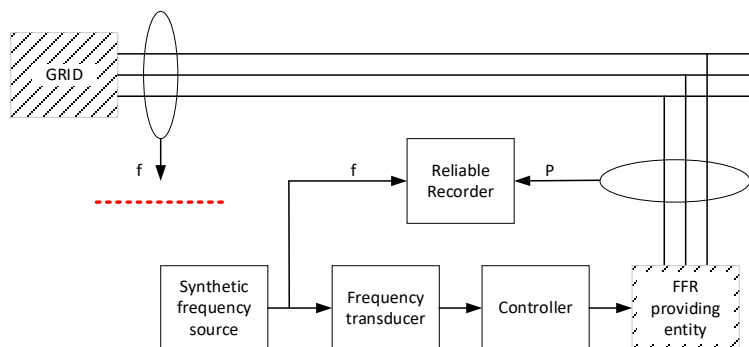 GRID
f
f
Reliable
Recorder
P
Synthetic
frequency
source
Frequency
transducer
Controller
FFR
providing
entity